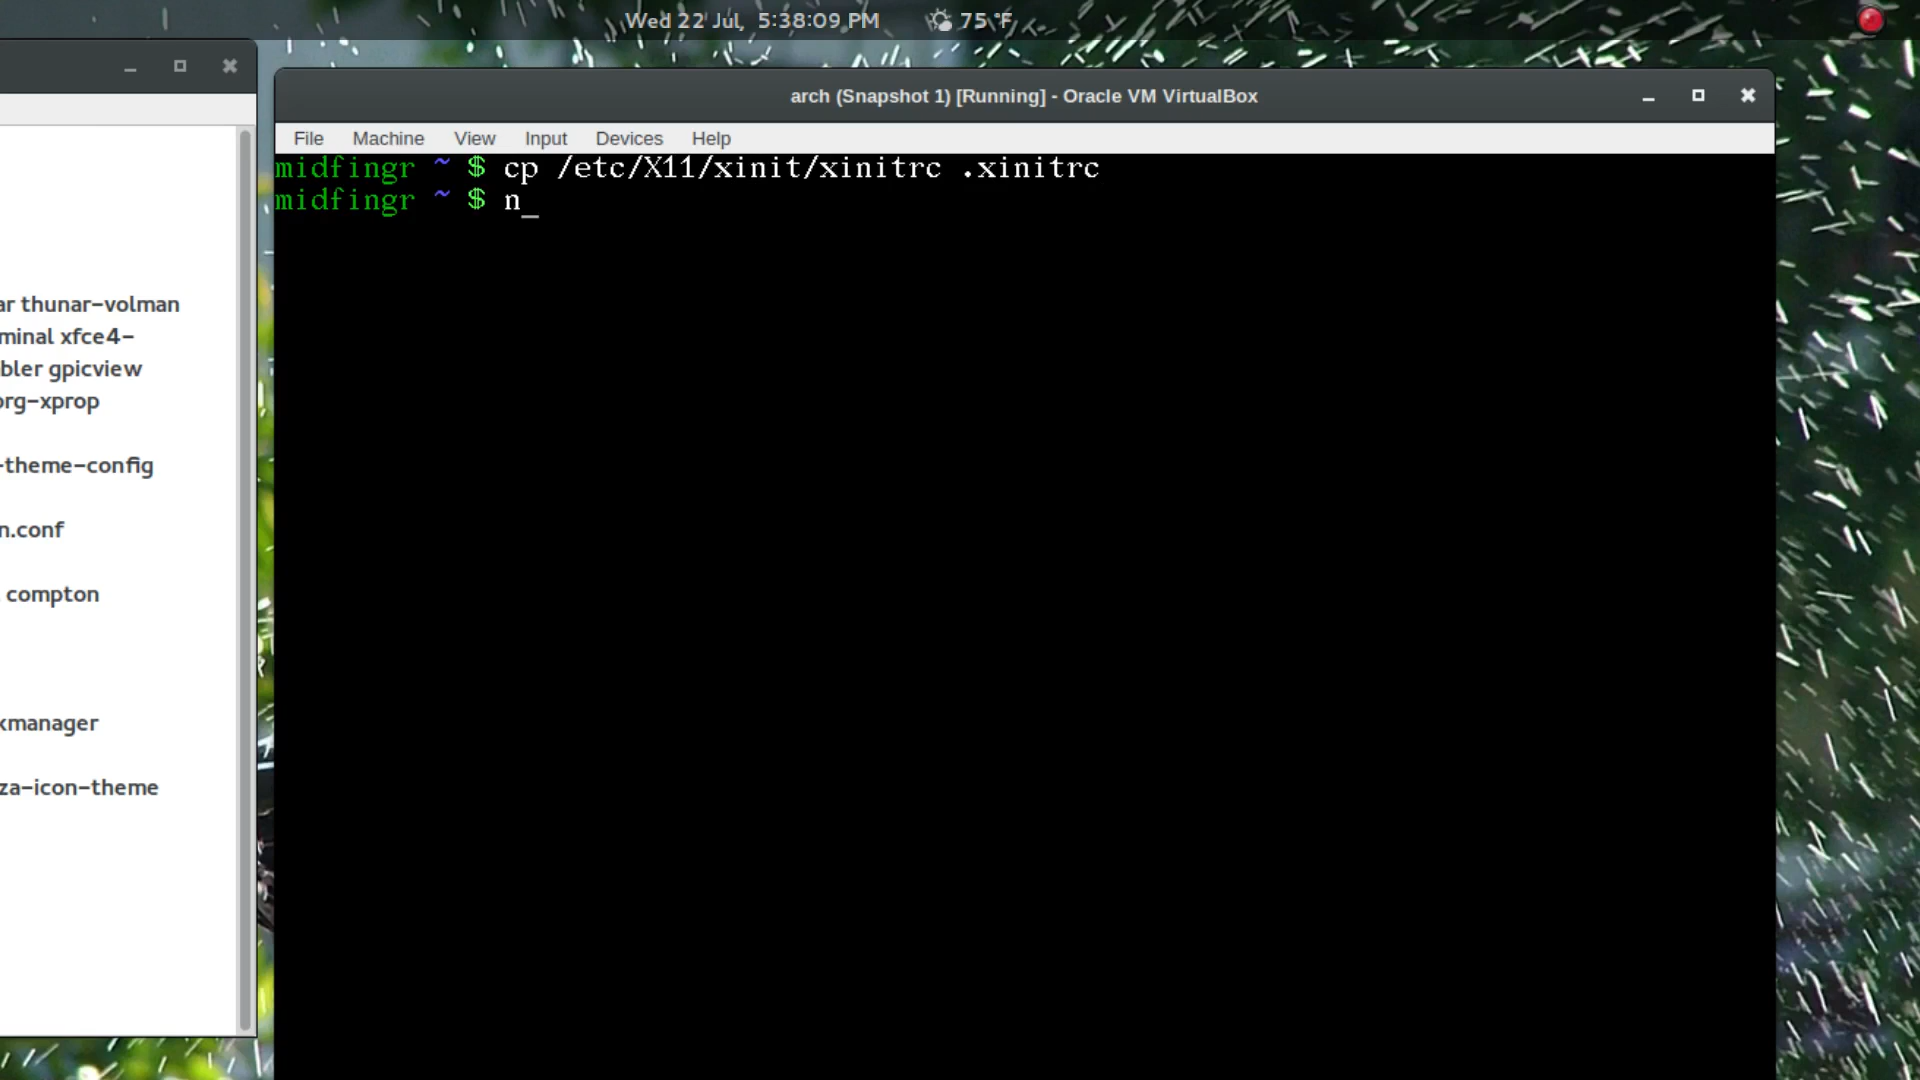 Wed 22 Jul, 5:38:09 PM 75 °F
arch (Snapshot 1) [Running] - Oracle VM VirtualBox
File Machine View Input Devices Help
midfingr ~ $ cp /etc/X11/xinit/xinitrc .xinitrc
midfingr ~ $ n_
ar thunar-volman
minal xfce4-
bler gpicview
org-xprop
-theme-config
n.conf
compton
kmanager
za-icon-theme